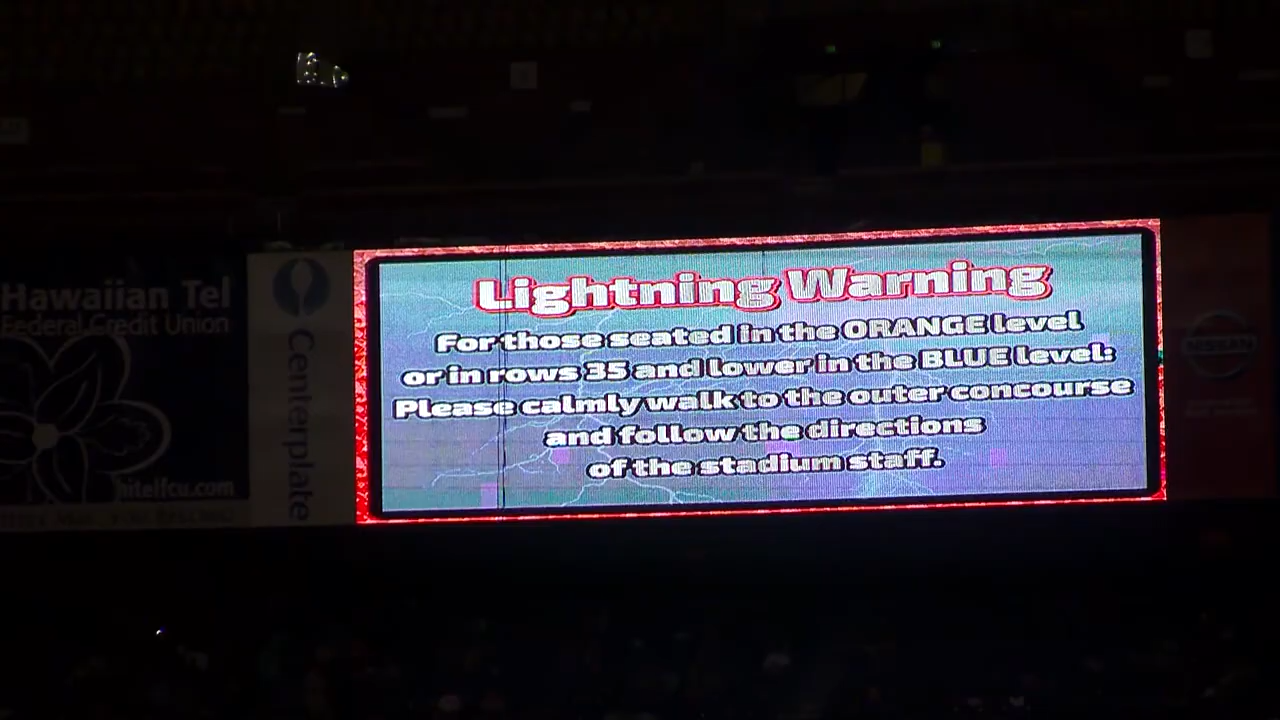 Hawaiian Tel
Federal Credit Union
hitelfcu.com
Centerplate
Lightning Warning
For those seated in the ORANGE level
or in rows 35 and lower in the BLUE level:
Please calmly walk to the outer concourse
and follow the directions
of the stadium staff.
NISSAN